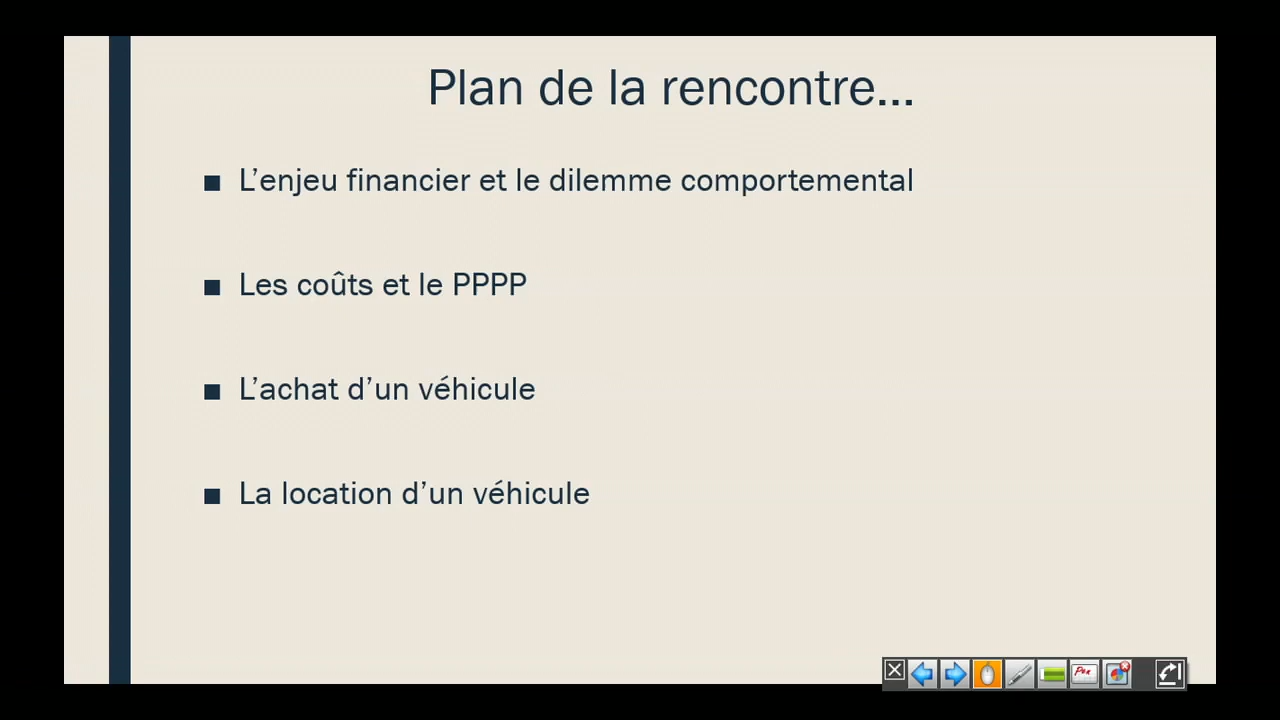 Plan de la rencontre...
■ L’enjeu financier et le dilemme comportemental
■ Les coûts et le PPPP
■ L’achat d’un véhicule
■ La location d’un véhicule
Pen